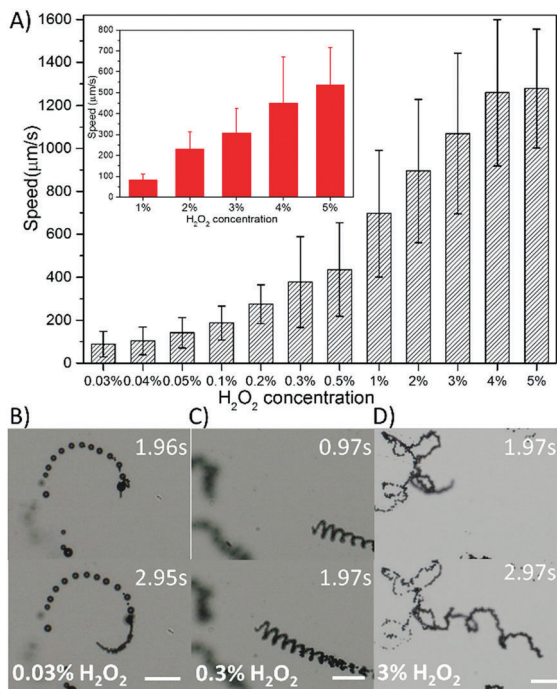 A)
Speed(μm/s)
1600
1400
1200
1000
800
600
400
200
0
0.03% 0.04% 0.05% 0.1% 0.2% 0.3% 0.5% 1% 2% 3% 4% 5%
H₂O₂ concentration
Speed (μm/s)
800
700
600
500
400
300
200
100
0
1% 2% 3% 4% 5%
H₂O₂ concentration
B)
1.96s
2.95s
0.03% H₂O₂
C)
0.97s
1.97s
0.3% H₂O₂
D)
1.97s
2.97s
3% H₂O₂